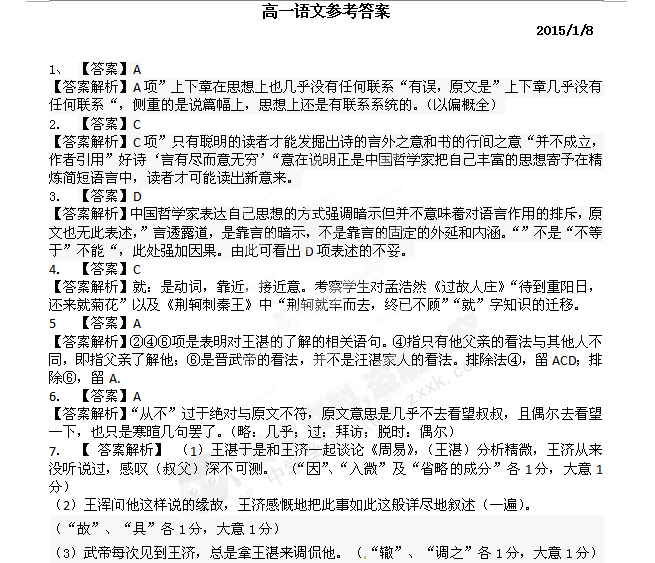 高一语文参考答案
2015/1/8
1、 【答案】A
【答案解析】A 项”上下章在思想上也几乎没有任何联系“有误，原文是”上下章几乎没有
任何联系“，侧重的是说篇幅上，思想上还是有联系系统的。（以偏概全）
2. 【答案】C
【答案解析】C 项”只有聪明的读者才能发掘出诗的言外之意和书的行间之意“并不成立，
作者引用”好诗‘言有尽而意无穷’“意在说明正是中国哲学家把自己丰富的思想寄予在精
炼简短语言中，读者才可能读出新意来。
3. 【答案】D
【答案解析】中国哲学家表达自己思想的方式强调暗示但并不意味着对语言作用的排斥，原
文也无此表述，”言透露道，是靠言的暗示，不是靠言的固定的外延和内涵。“”不是“不等
于”不能“，此处强加因果。由此可看出 D 项表述的不妥。
4. 【答案】C
【答案解析】就：是动词，靠近，接近意。考察学生对孟浩然《过故人庄》“待到重阳日，
还来就菊花”以及《荆轲刺秦王》中“荆轲就车而去，终已不顾”“就”字知识的迁移。
5 【答案】A
【答案解析】②④⑥项是表明对王湛的了解的相关语句。④指只有他父亲的看法与其他人不
同，即指父亲了解他；⑥是晋武帝的看法，并不是汪湛家人的看法。排除法④，留 ACD；排
除⑥，留 A.
6. 【答案】A
【答案解析】“从不”过于绝对与原文不符，原文意思是几乎不去看望叔叔，且偶尔去看望
一下，也只是寒暄几句罢了。（略：几乎；过：拜访；脱时：偶尔）
7. 【 答案解析】 （1）王湛于是和王济一起谈论《周易》，（王湛）分析精微，王济从来
没听说过，感叹（叔父）深不可测。 （“因”、“入微”及“省略的成分”各 1 分，大意 1
分）
（2）王浑问他这样说的缘故，王济感慨地把此事如此这般详尽地叙述（一遍）。
（“故”、“具”各 1 分，大意 1 分）
（3）武帝每次见到王济，总是拿王湛来调侃他。（“辙”、“调之”各 1 分，大意 1 分）